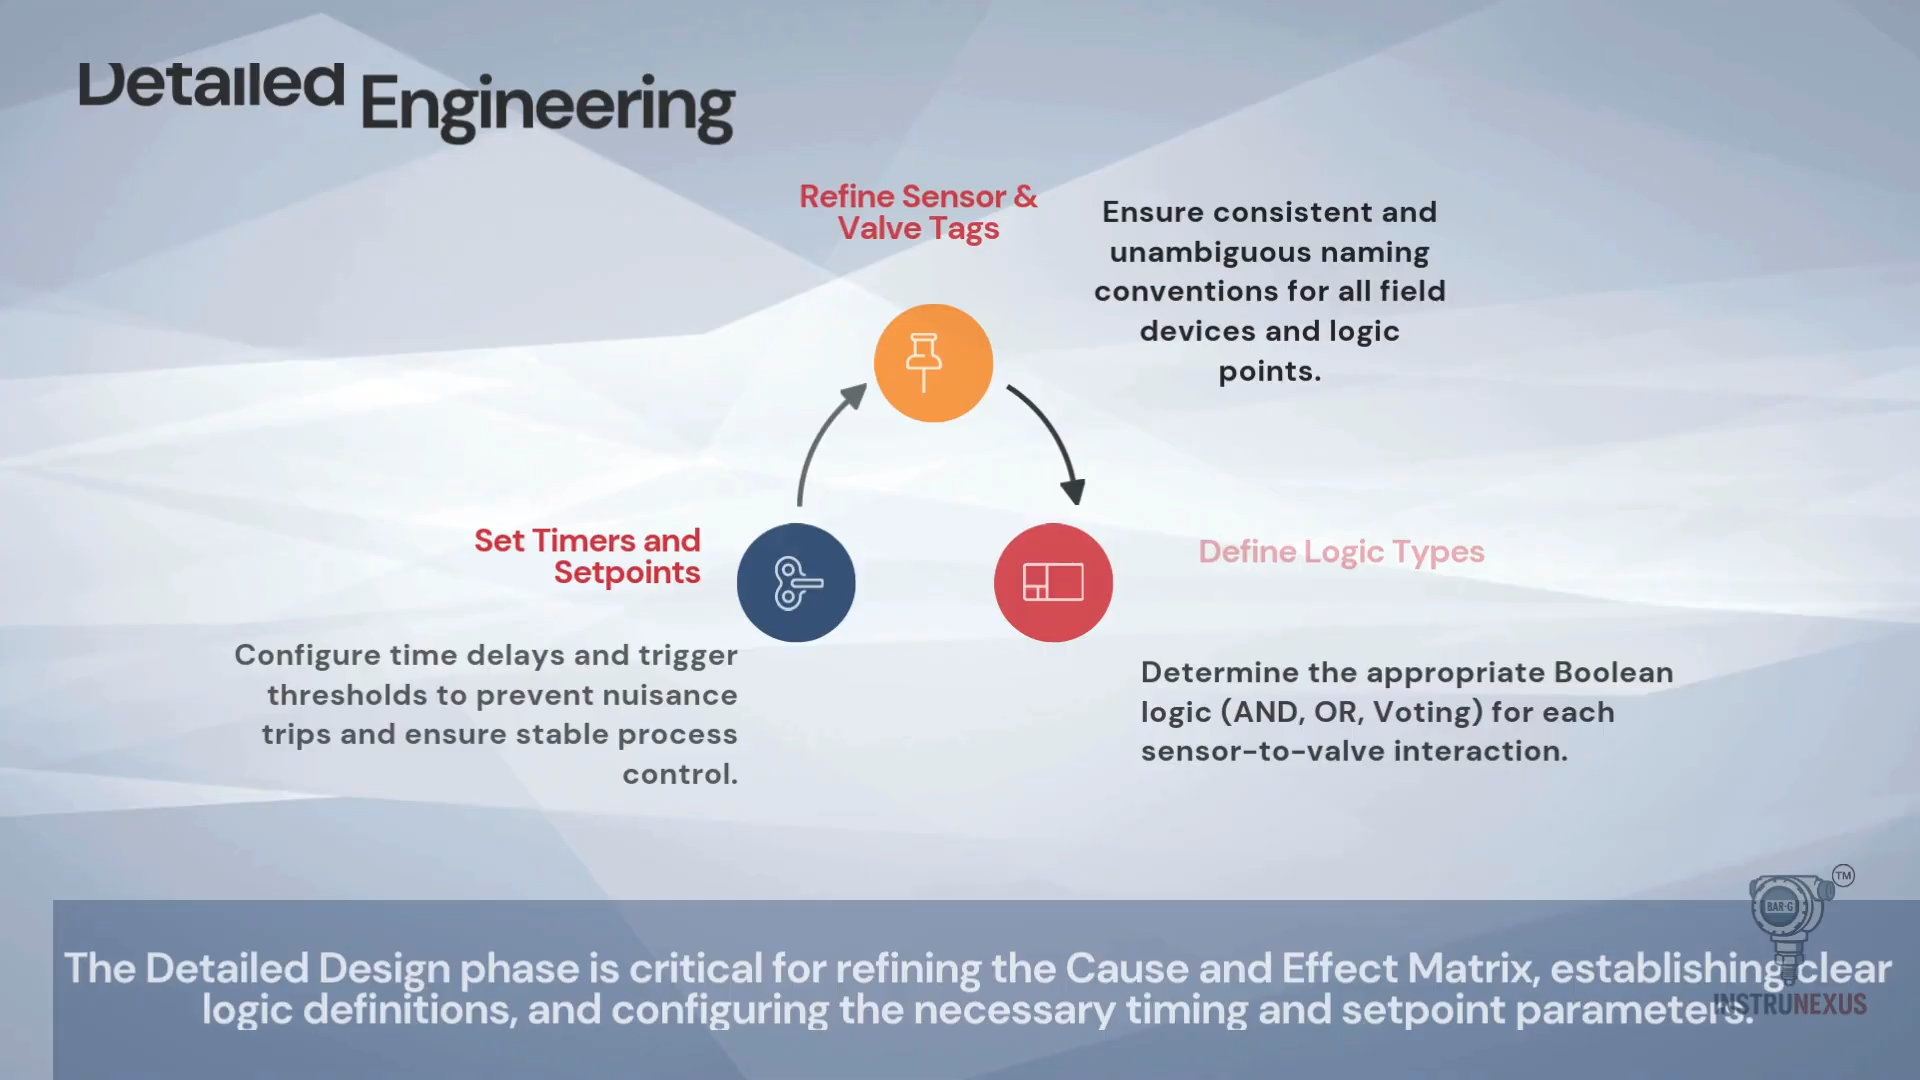 Detailed Engineering
Refine Sensor &
Valve Tags
Ensure consistent and
unambiguous naming
conventions for all field
devices and logic
points.
Set Timers and
Setpoints
Configure time delays and trigger
thresholds to prevent nuisance
trips and ensure stable process
control.
Define Logic Types
Determine the appropriate Boolean
logic (AND, OR, Voting) for each
sensor-to-valve interaction.
The Detailed Design phase is critical for refining the Cause and Effect Matrix, establishing clear
logic definitions, and configuring the necessary timing and setpoint parameters.
TM
BAR-G
INSTRUNEXUS